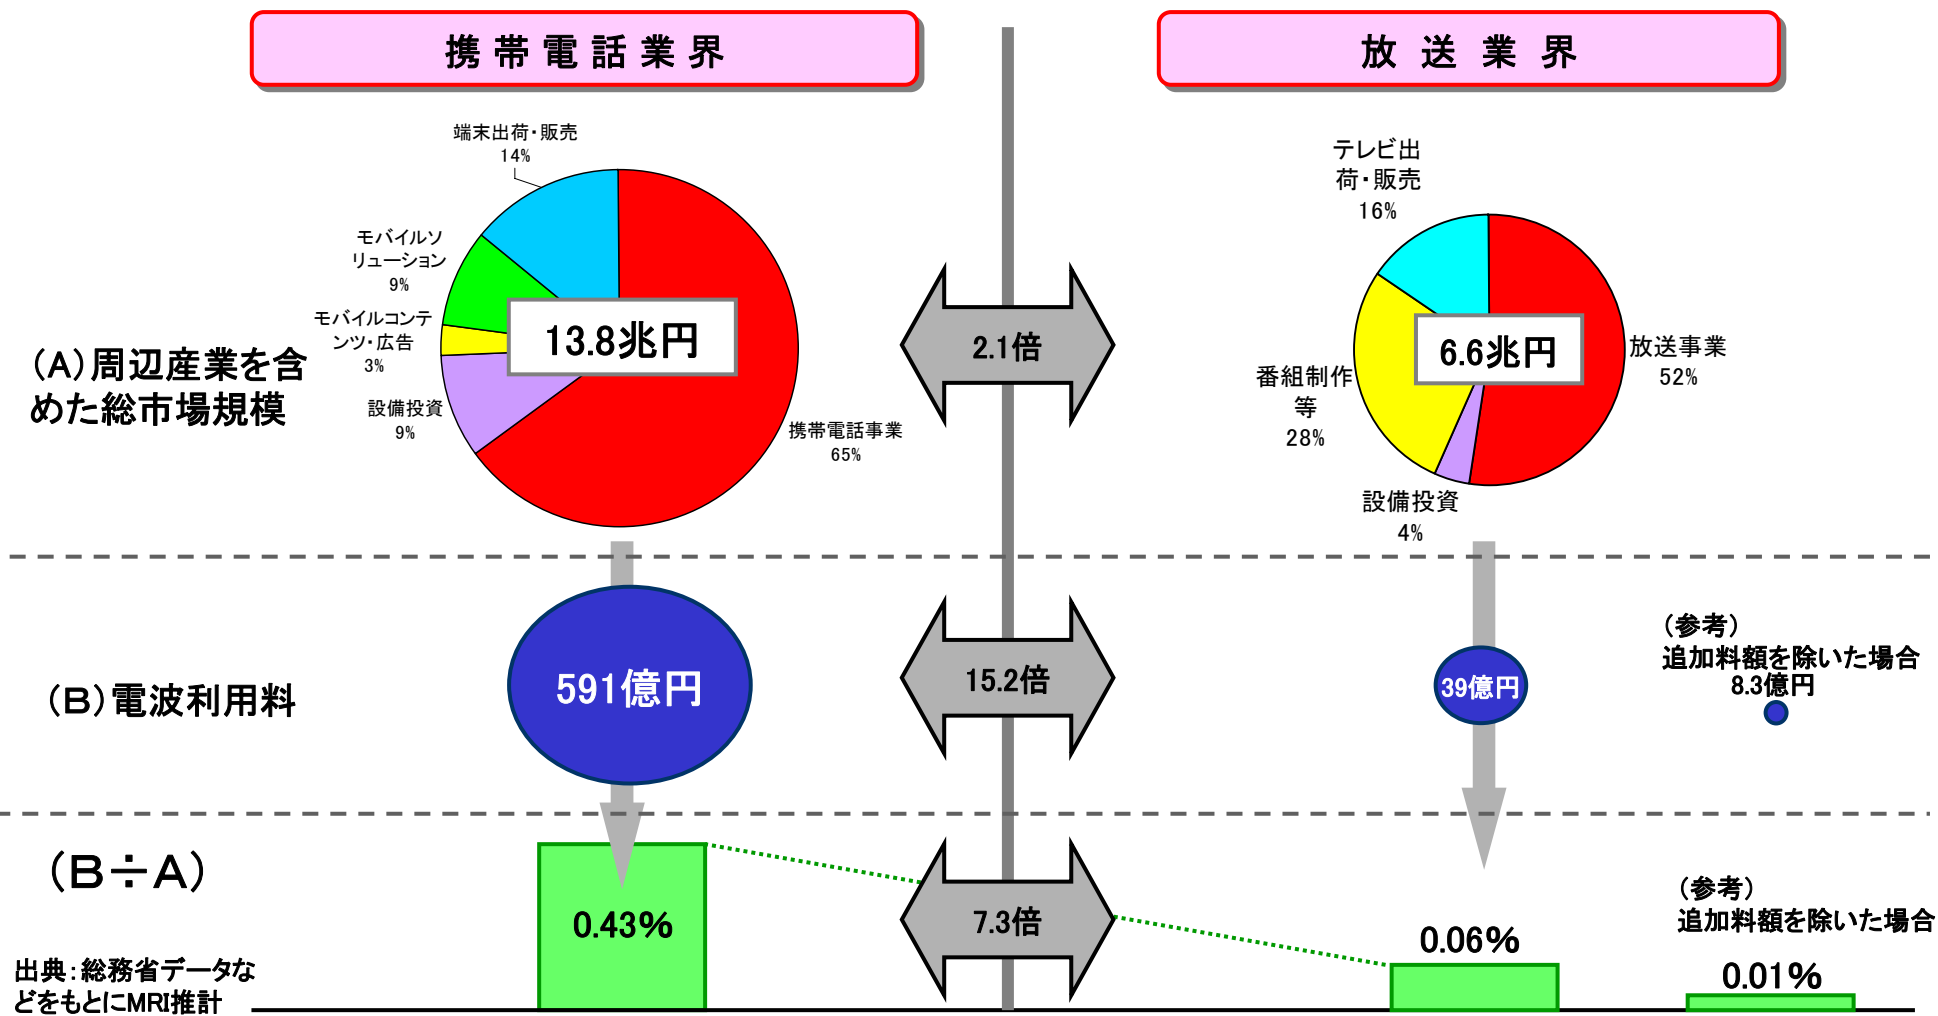 携帯電話業界
放送業界
端末出荷・販売
14%
モバイルソ
リューション
9%
モバイルコンテ
ンツ・広告
3%
設備投資
9%
13.8兆円
携帯電話事業
65%
(A)周辺産業を含
めた総市場規模
2.1倍
テレビ出
荷・販売
16%
番組制作
等
28%
設備投資
4%
6.6兆円
放送事業
52%
(B)電波利用料
591億円
15.2倍
39億円
(参考)
追加料額を除いた場合
8.3億円
(B÷A)
0.43%
7.3倍
0.06%
(参考)
追加料額を除いた場合
0.01%
出典:総務省データな
どをもとにMRI推計